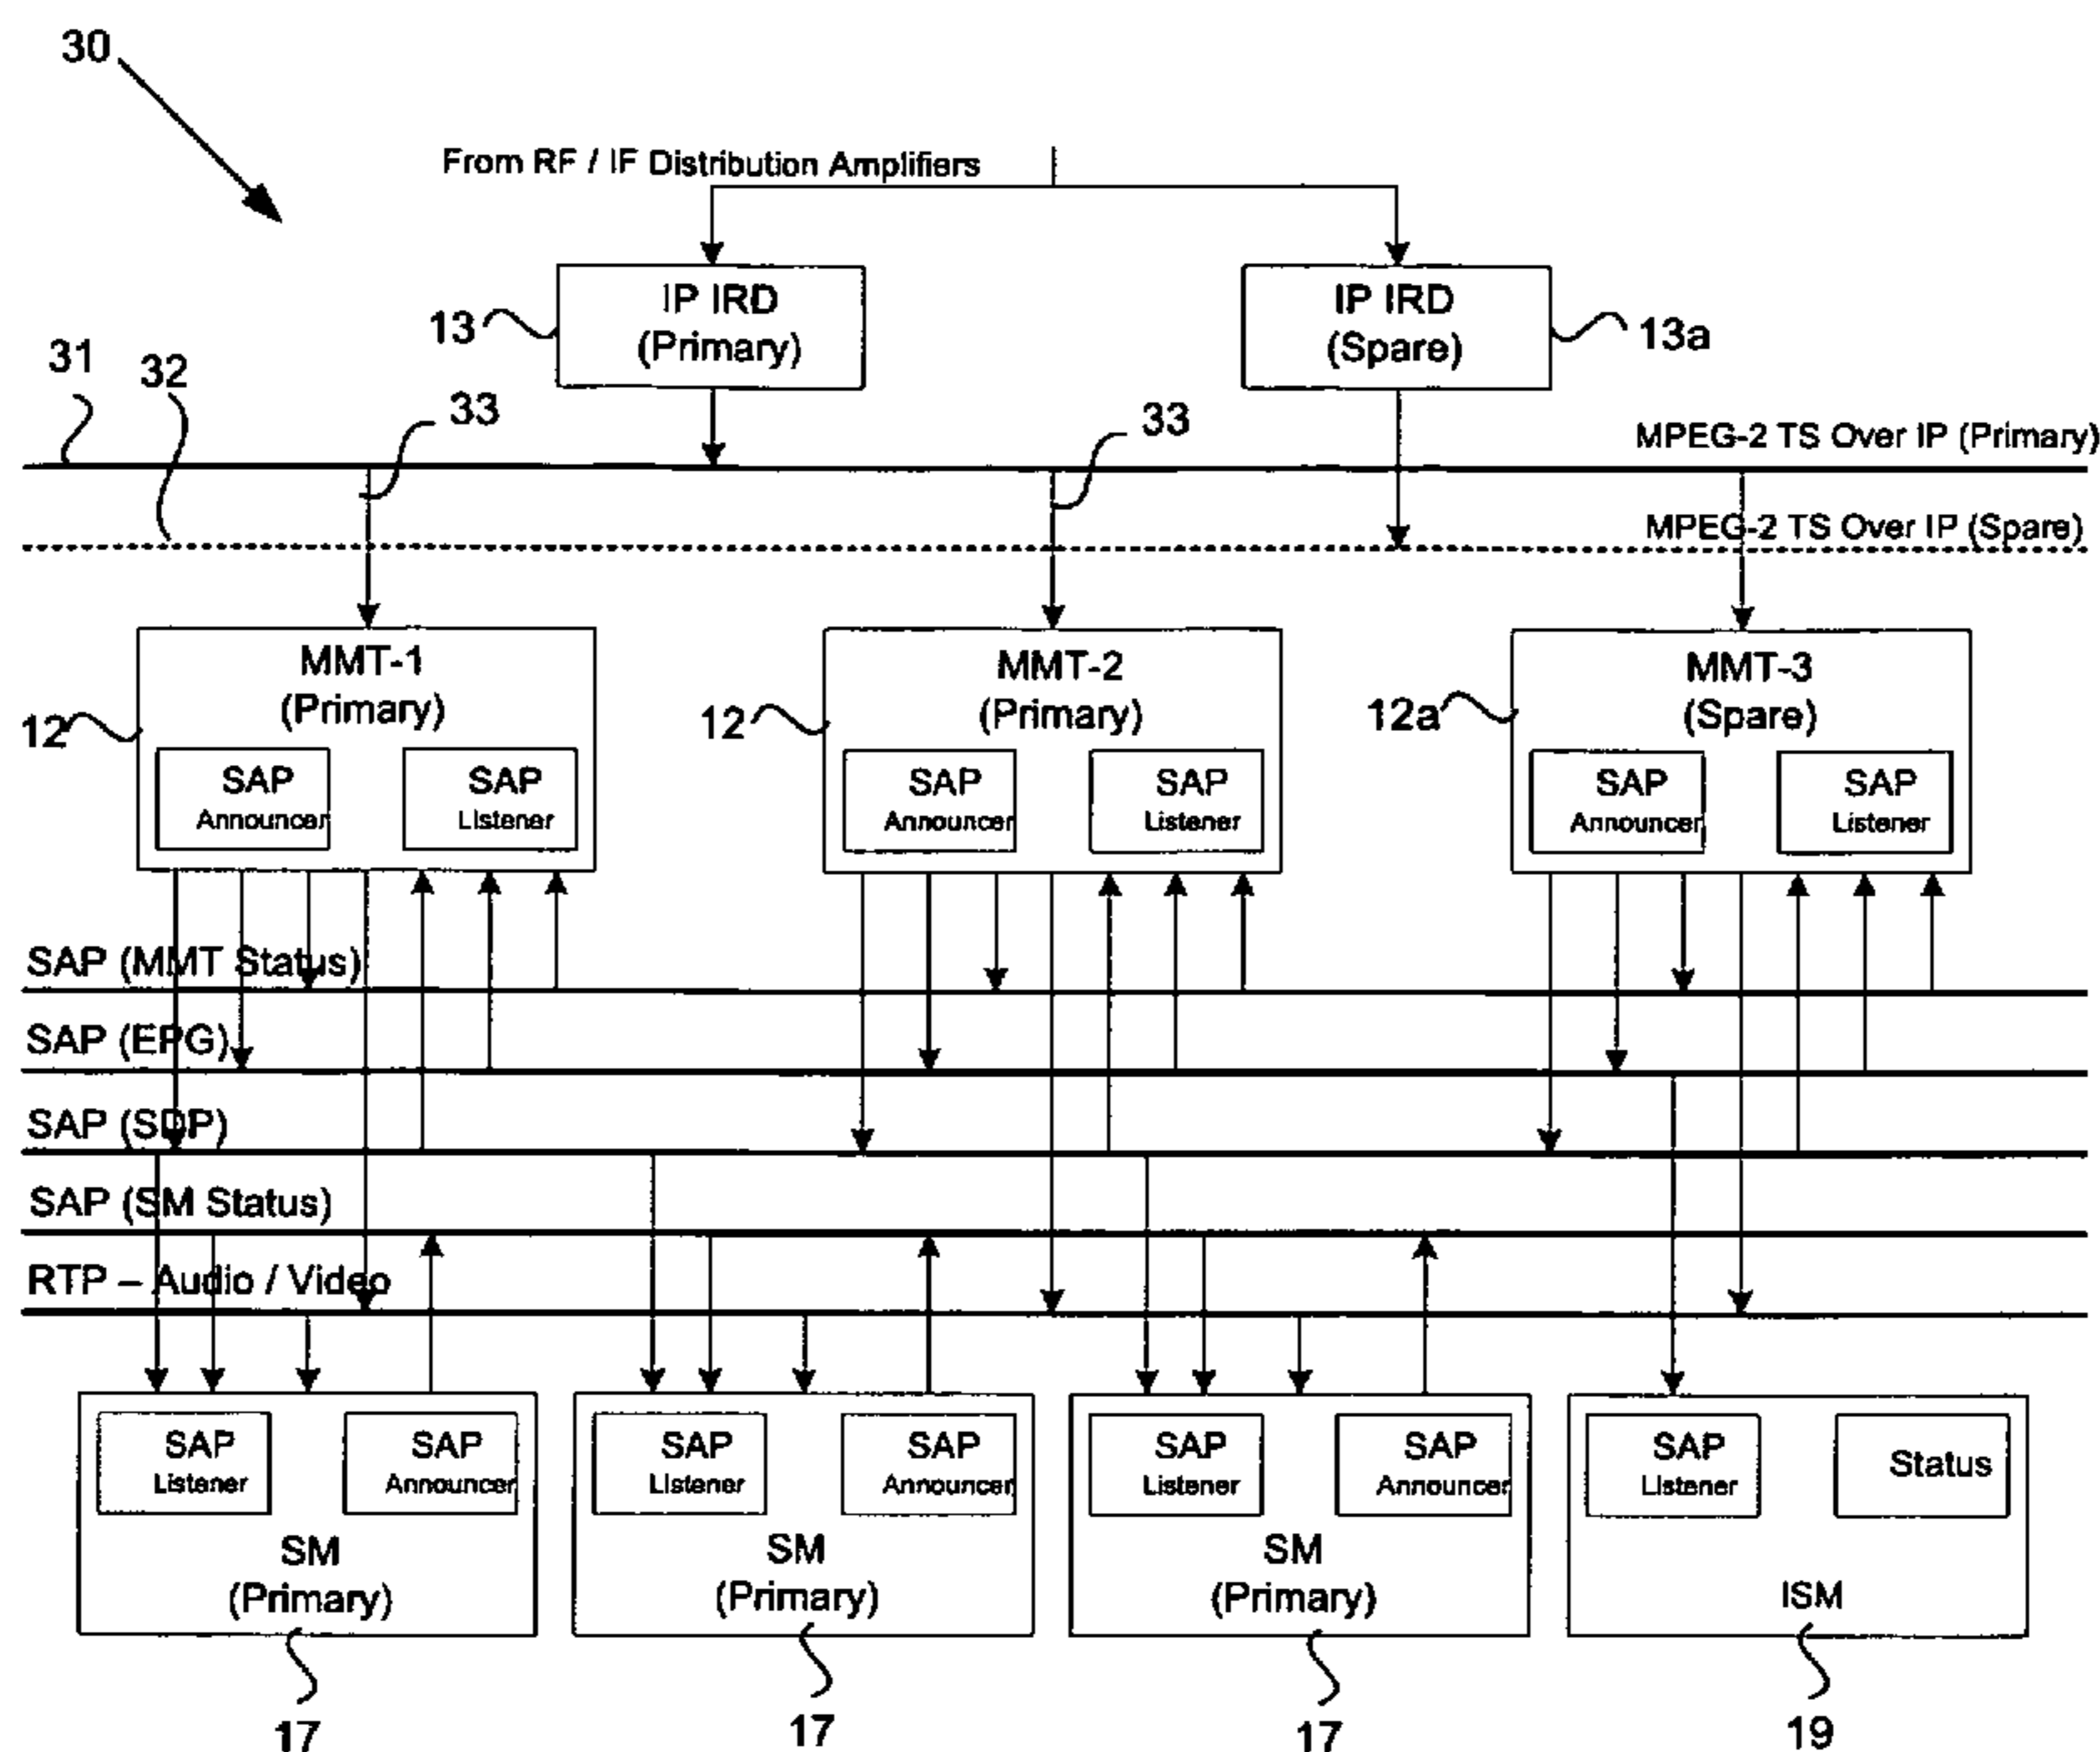 30
From RF / IF Distribution Amplifiers
IP IRD
(Primary)
13
IP IRD
(Spare)
13a
31
32
33
33
MPEG-2 TS Over IP (Primary)
MPEG-2 TS Over IP (Spare)
MMT-1
(Primary)
12
SAP
Announcer
SAP
Listener
MMT-2
(Primary)
12
SAP
Announcer
SAP
Listener
MMT-3
(Spare)
12a
SAP
Announcer
SAP
Listener
SAP (MMT Status)
SAP (EPG)
SAP (SDP)
SAP (SM Status)
RTP – Audio / Video
SAP
Listener
SAP
Announcer
SM
(Primary)
17
SAP
Listener
SAP
Announcer
SM
(Primary)
17
SAP
Listener
SAP
Announcer
SM
(Primary)
17
SAP
Listener
Status
ISM
19